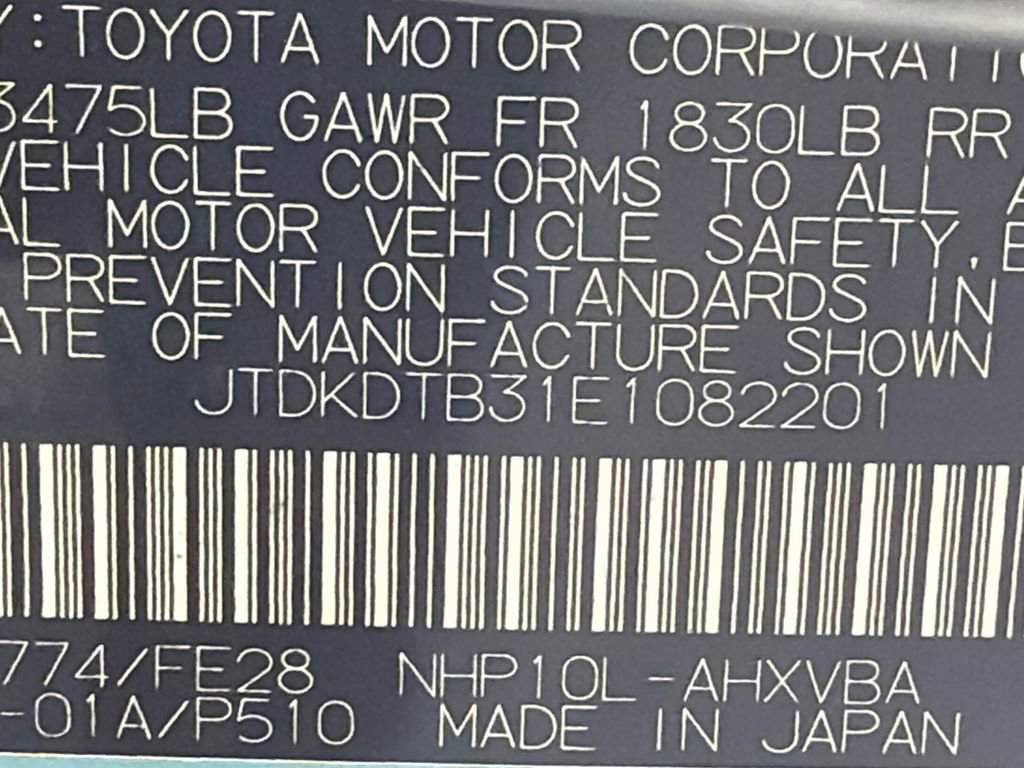 Y:TOYOTA MOTOR CORPORATIO
3475LB GAWR FR 1830LB RR
VEHICLE CONFORMS TO ALL A
AL MOTOR VEHICLE SAFETY,B
PREVENTION STANDARDS IN
ATE OF MANUFACTURE SHOWN
JTDKDTB31E1082201
774/FE28 NHP10L-AHXVBA
-01A/P510 MADE IN JAPAN